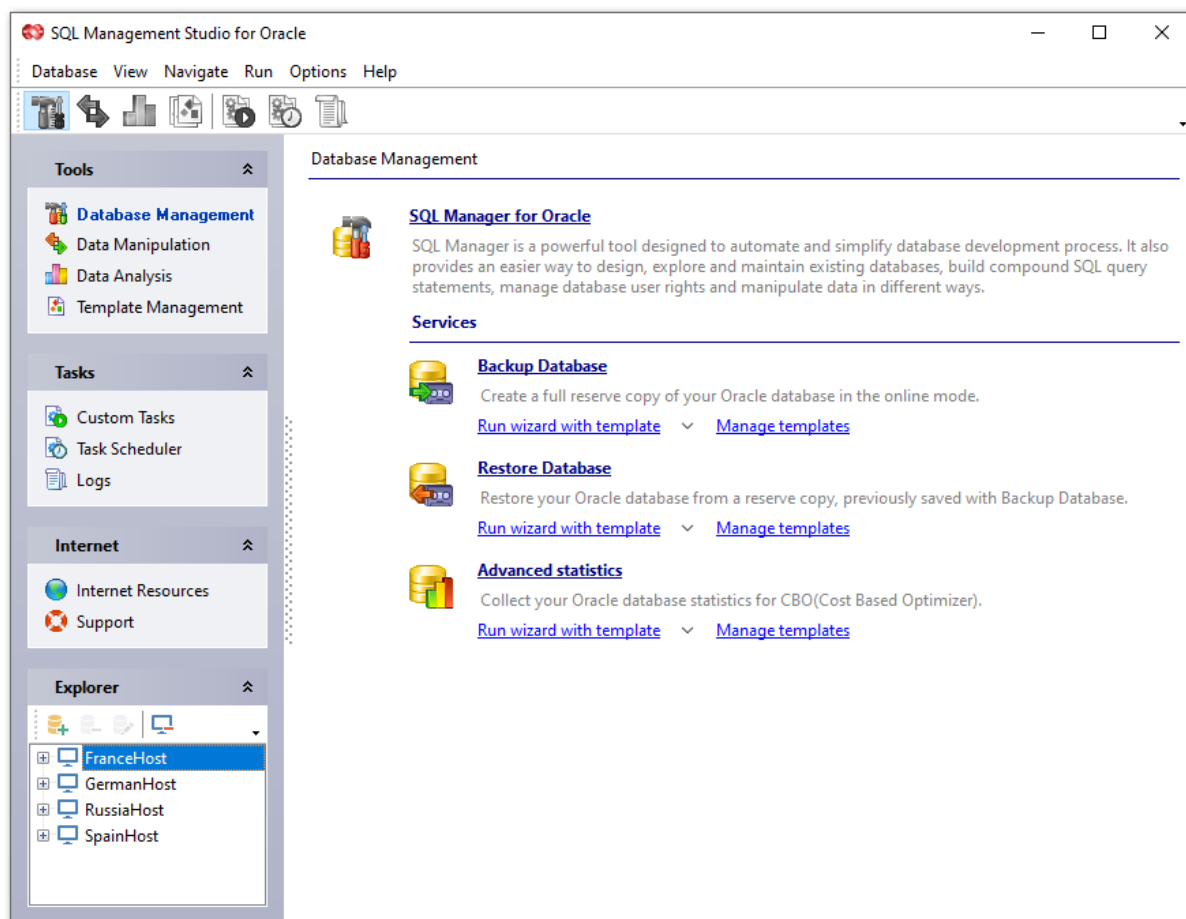 SQL Management Studio for Oracle
Database View Navigate Run Options Help
Tools
Database Management
Data Manipulation
Data Analysis
Template Management
Tasks
Custom Tasks
Task Scheduler
Logs
Internet
Internet Resources
Support
Explorer
FranceHost
GermanHost
RussiaHost
SpainHost
Database Management
SQL Manager for Oracle
SQL Manager is a powerful tool designed to automate and simplify database development process. It also
provides an easier way to design, explore and maintain existing databases, build compound SQL query
statements, manage database user rights and manipulate data in different ways.
Services
Backup Database
Create a full reserve copy of your Oracle database in the online mode.
Run wizard with template Manage templates
Restore Database
Restore your Oracle database from a reserve copy, previously saved with Backup Database.
Run wizard with template Manage templates
Advanced statistics
Collect your Oracle database statistics for CBO(Cost Based Optimizer).
Run wizard with template Manage templates